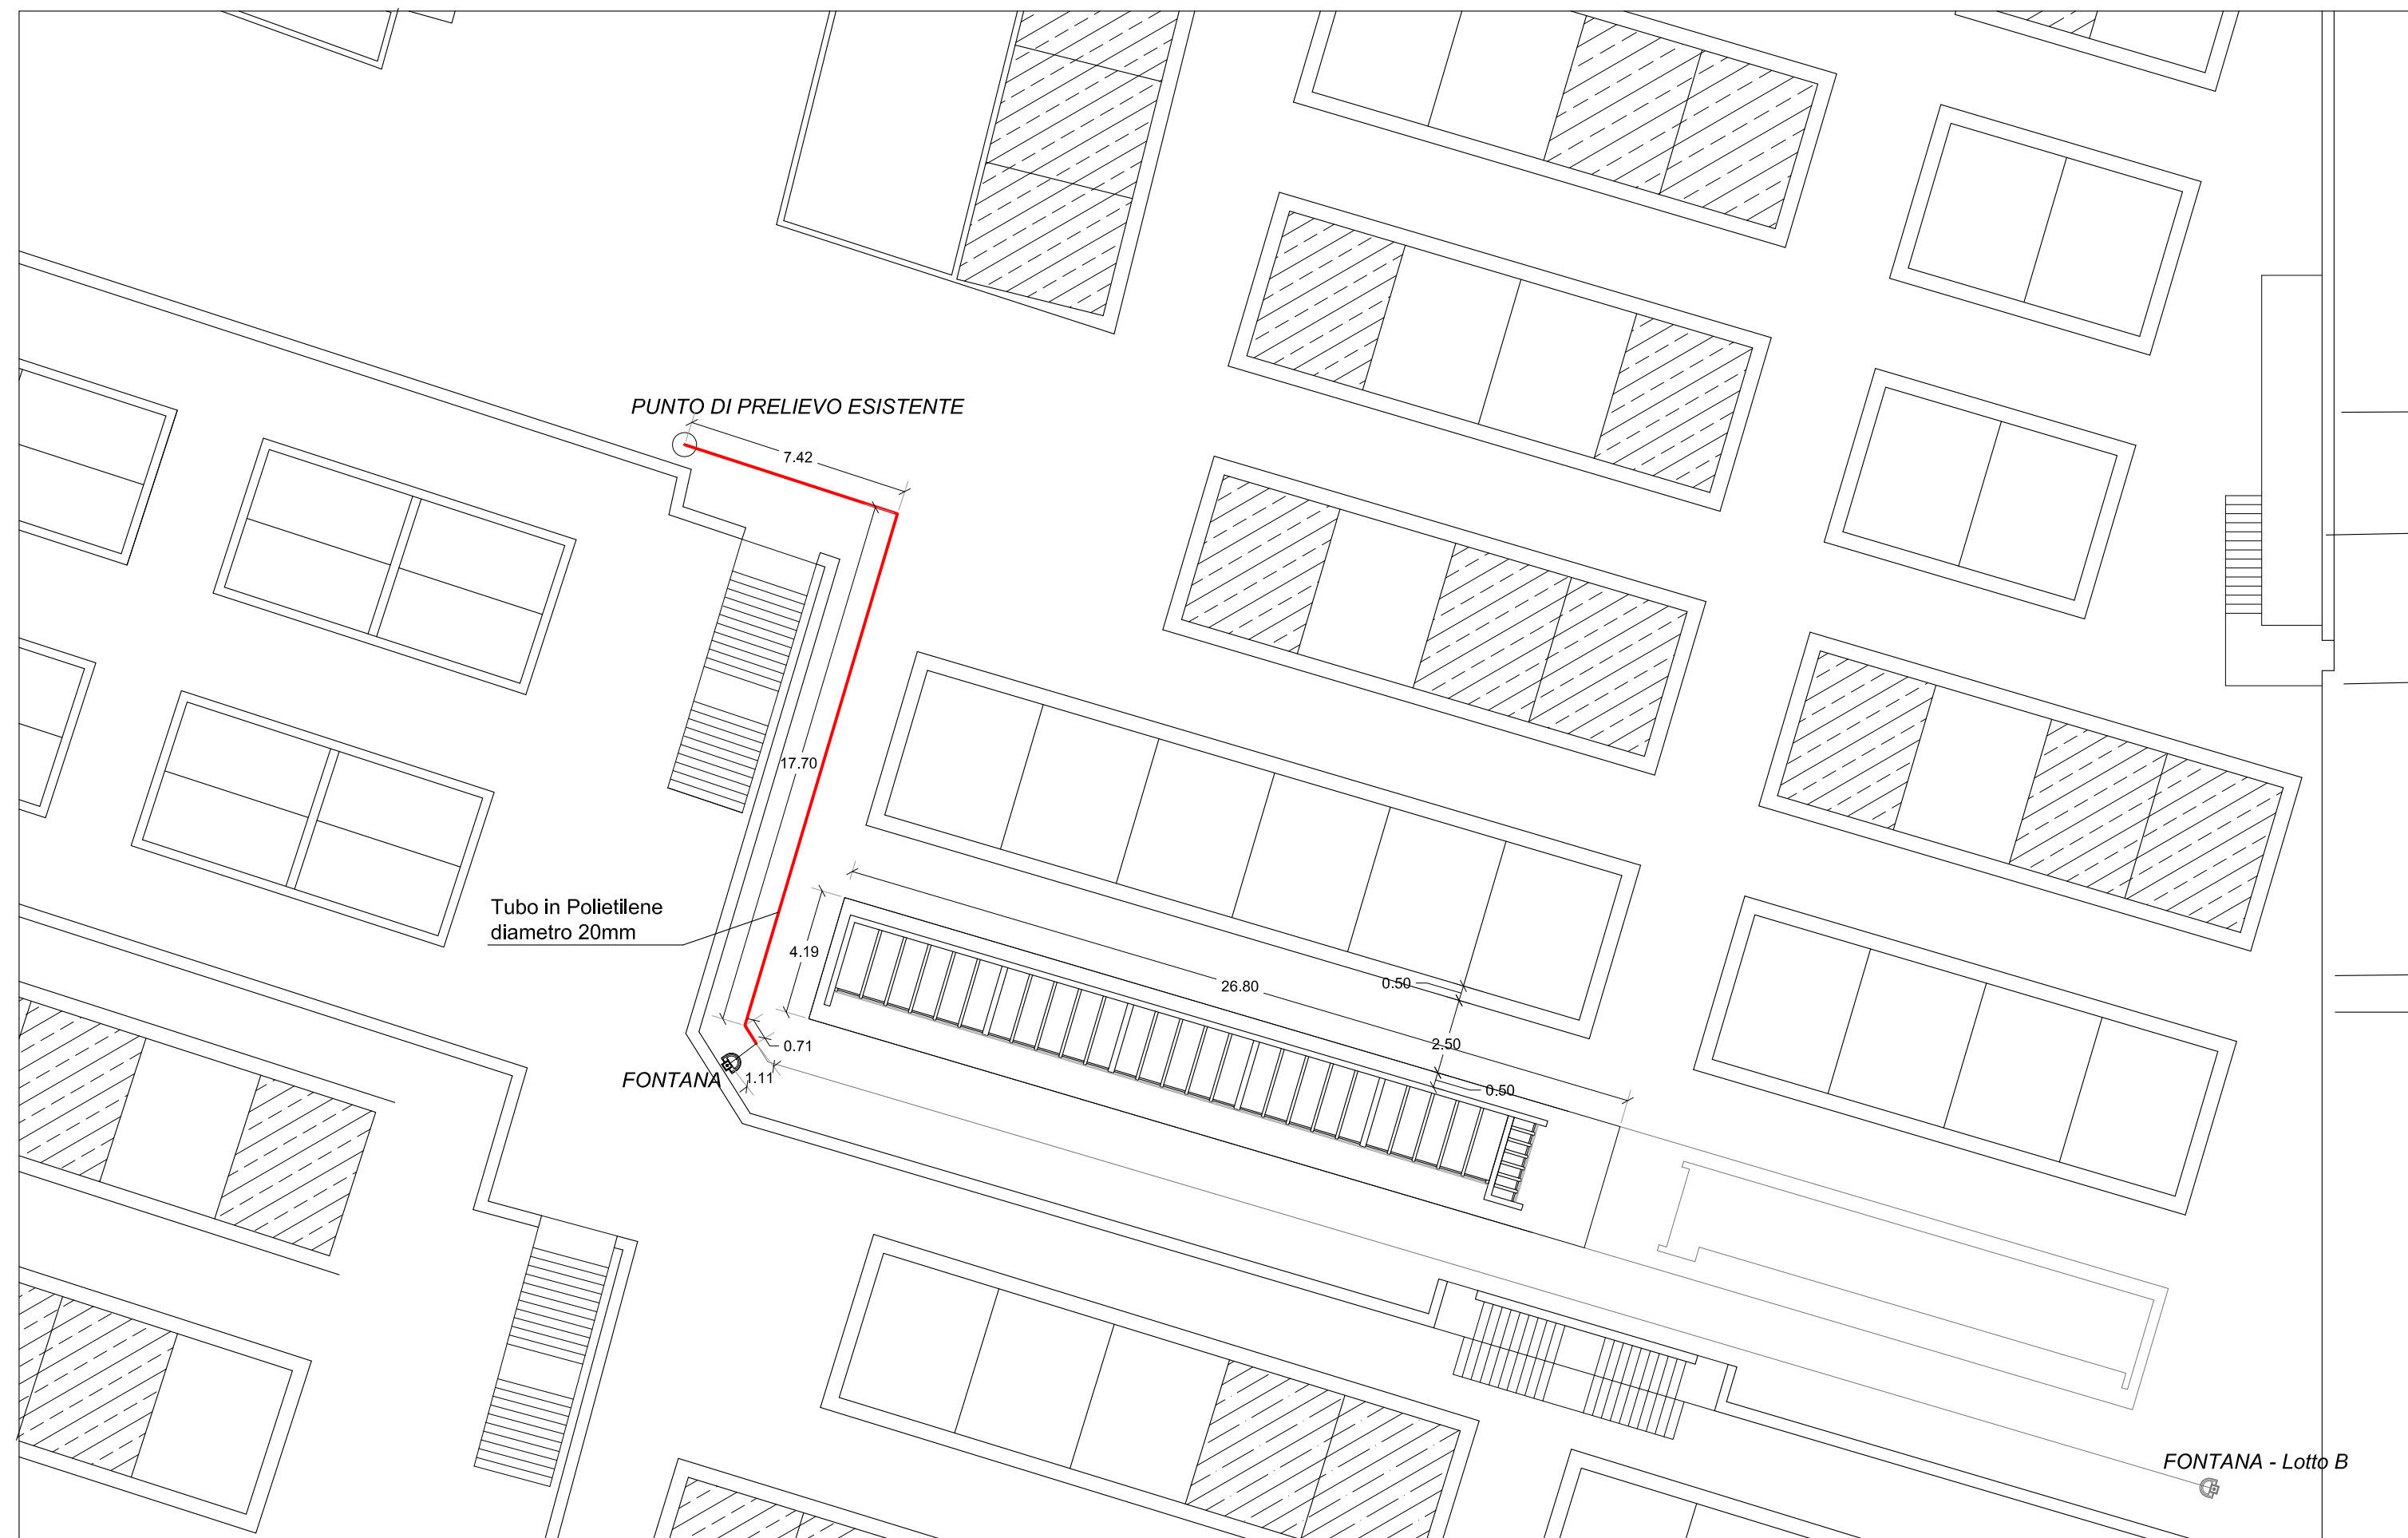 PUNTO DI PRELIEVO ESISTENTE
7.42
17.70
Tubo in Polietilene
diametro 20mm
4.19
26.80
0.50
2.50
0.71
0.50
FONTANA
1.11
FONTANA - Lotto B